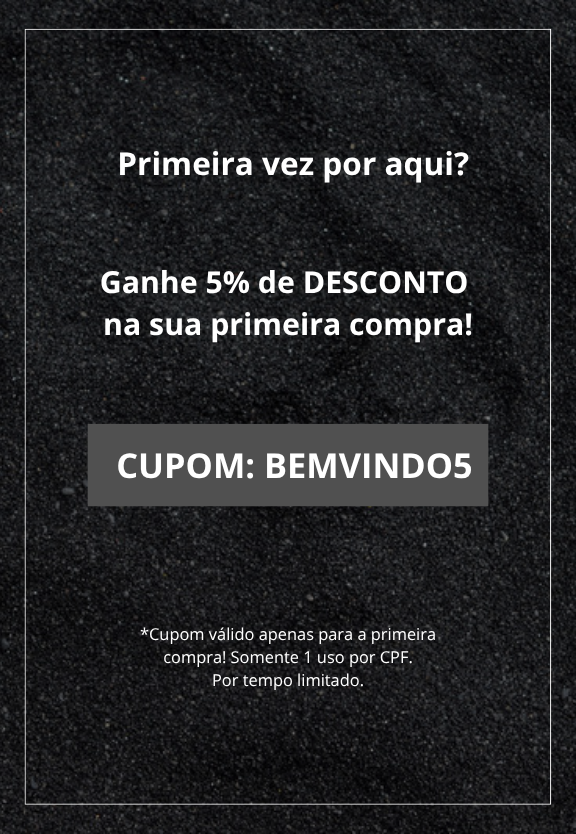 Primeira vez por aqui?
Ganhe 5% de DESCONTO
na sua primeira compra!
CUPOM: BEMVINDO5
*Cupom válido apenas para a primeira
compra! Somente 1 uso por CPF.
Por tempo limitado.